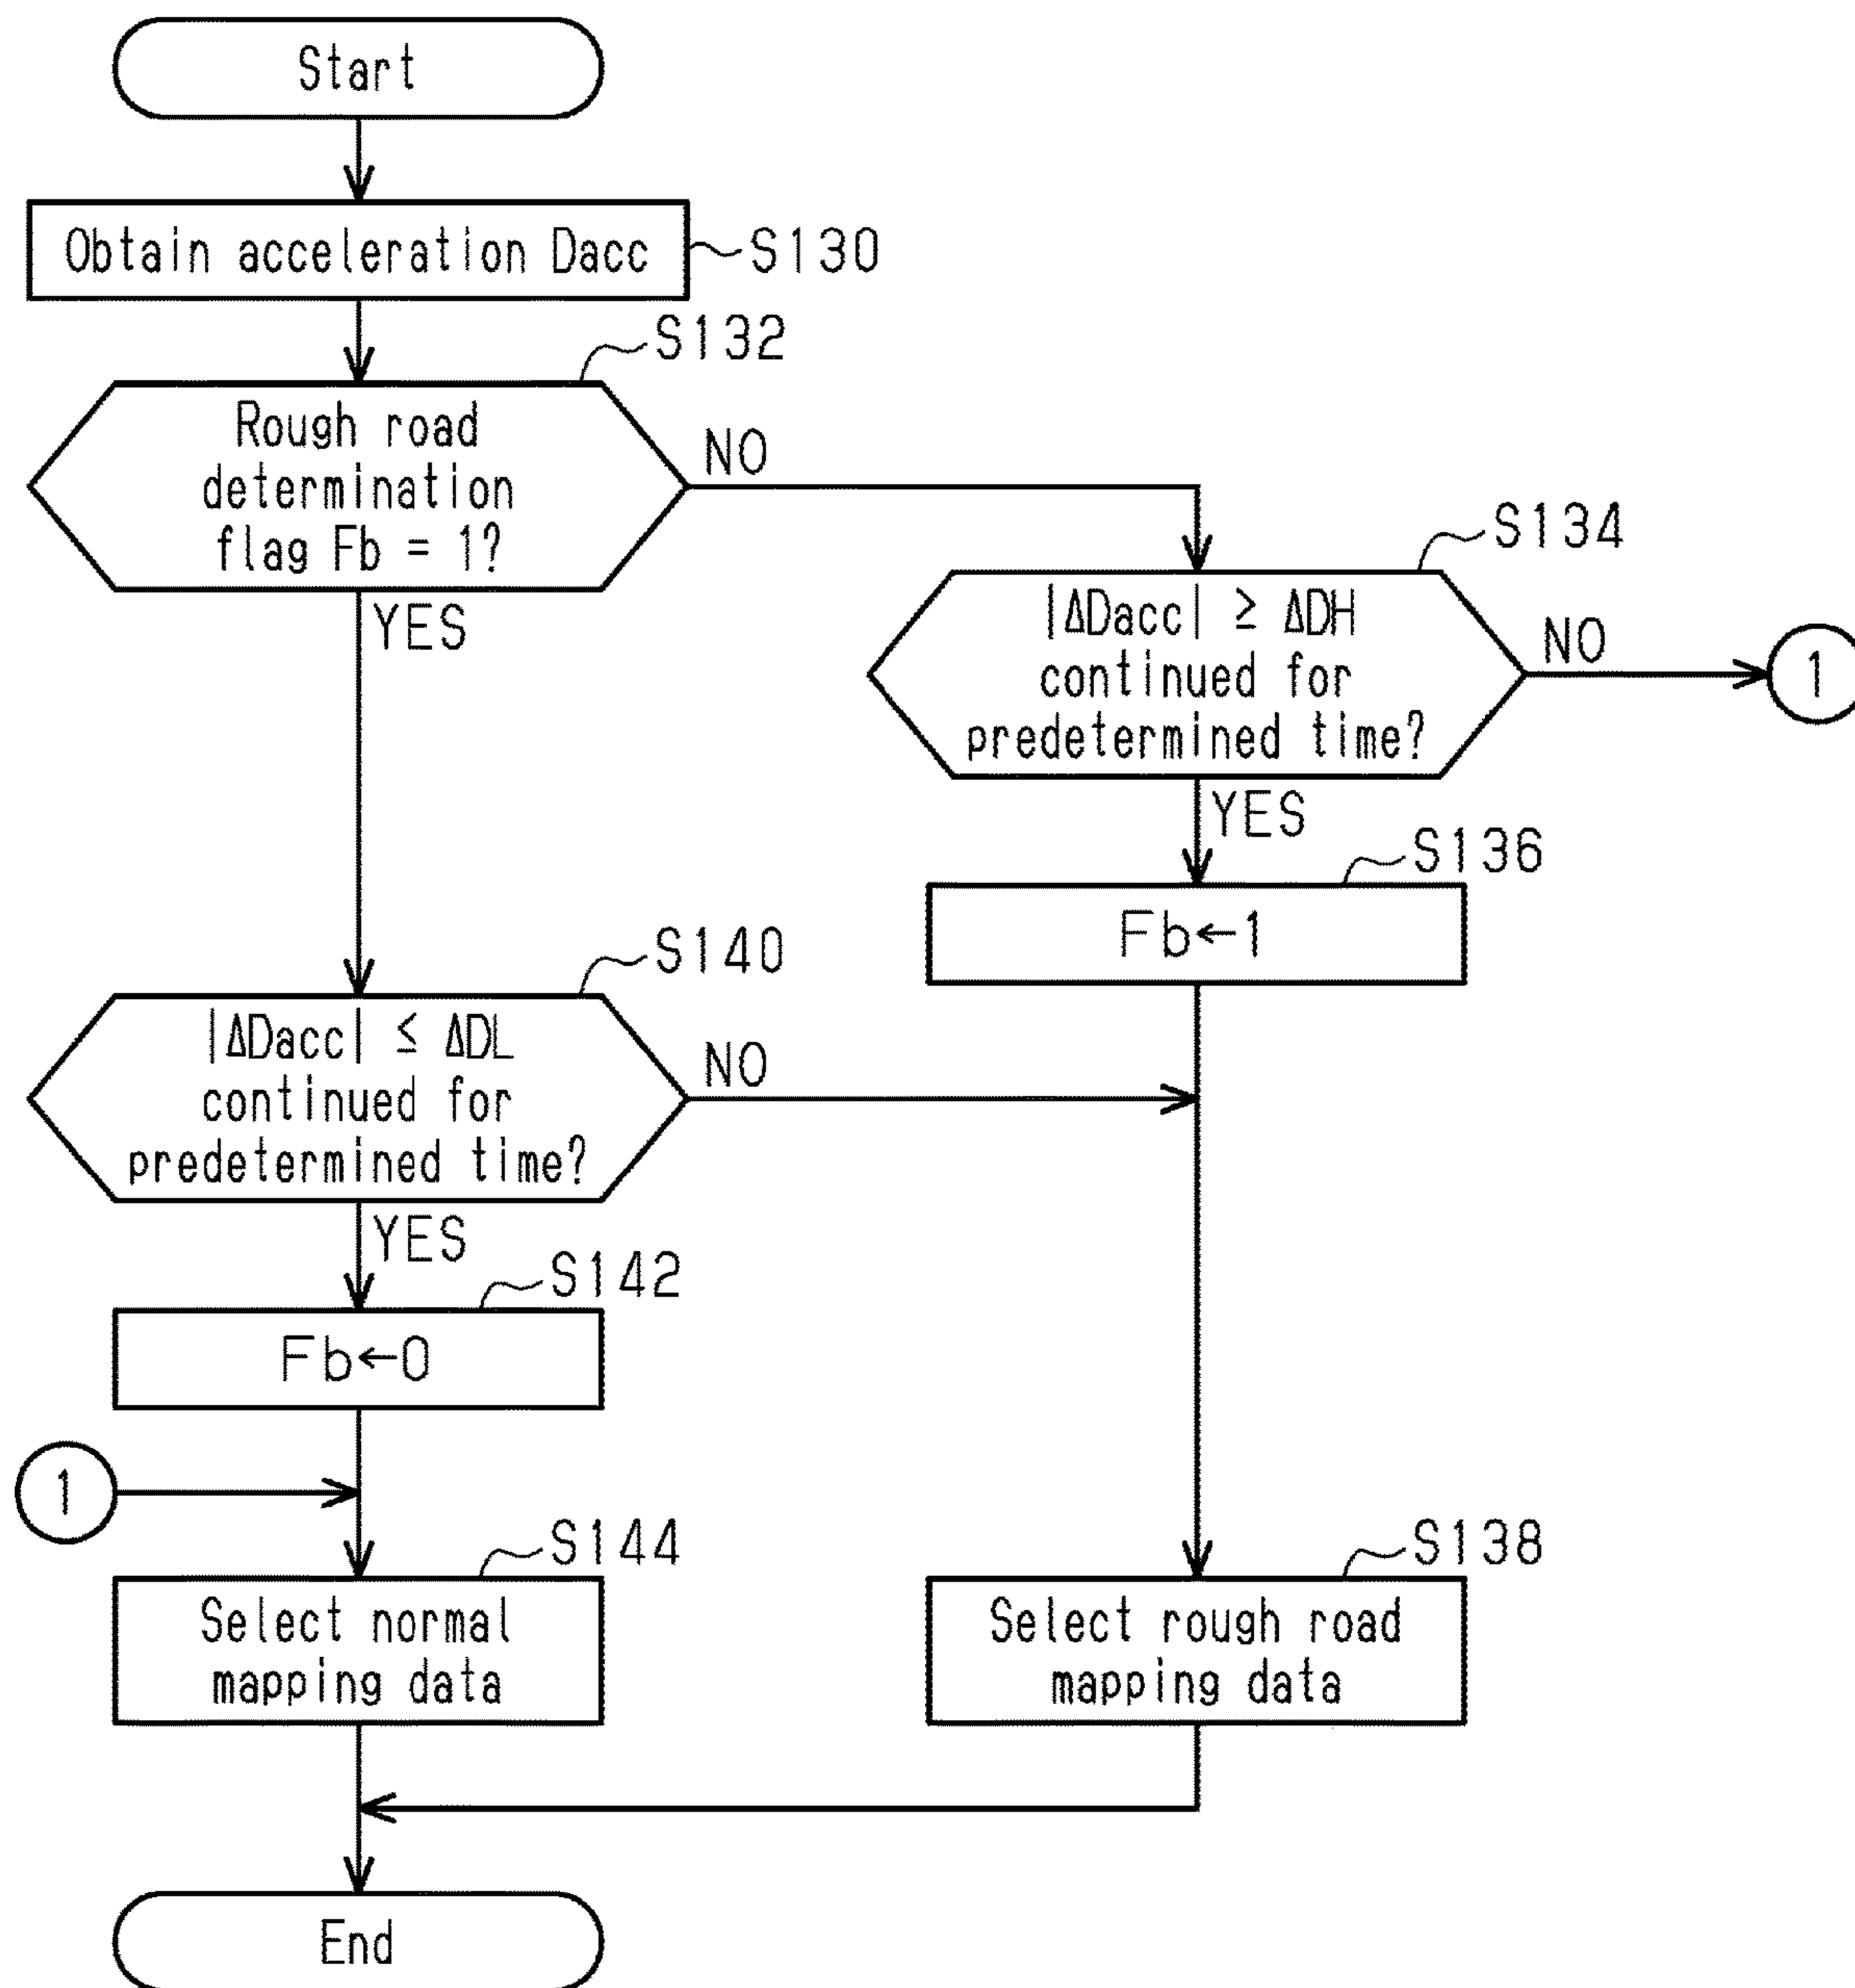 Start
Obtain acceleration Dacc
S130
S132
Rough road
determination
flag Fb = 1?
NO
YES
S134
|ΔDacc| ≥ ΔDH
continued for
predetermined time?
NO
1
YES
S136
Fb←1
S140
|ΔDacc| ≤ ΔDL
continued for
predetermined time?
NO
YES
S142
Fb←0
1
S144
Select normal
mapping data
S138
Select rough road
mapping data
End